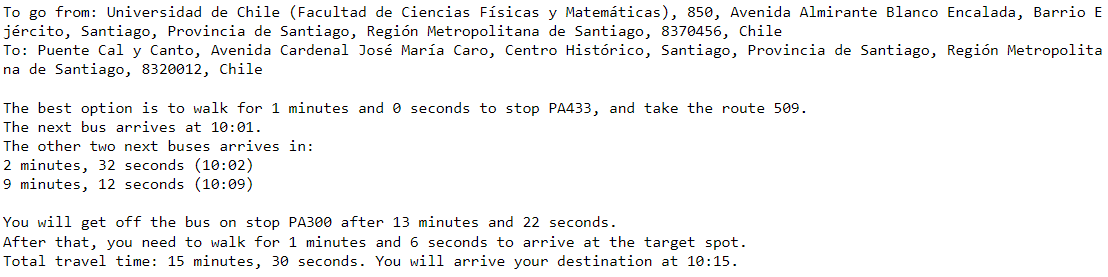 To go from: Universidad de Chile (Facultad de Ciencias Físicas y Matemáticas), 850, Avenida Almirante Blanco Encalada, Barrio E
jército, Santiago, Provincia de Santiago, Región Metropolitana de Santiago, 8370456, Chile
To: Puente Cal y Canto, Avenida Cardenal José María Caro, Centro Histórico, Santiago, Provincia de Santiago, Región Metropolita
na de Santiago, 8320012, Chile
The best option is to walk for 1 minutes and 0 seconds to stop PA433, and take the route 509.
The next bus arrives at 10:01.
The other two next buses arrives in:
2 minutes, 32 seconds (10:02)
9 minutes, 12 seconds (10:09)
You will get off the bus on stop PA300 after 13 minutes and 22 seconds.
After that, you need to walk for 1 minutes and 6 seconds to arrive at the target spot.
Total travel time: 15 minutes, 30 seconds. You will arrive your destination at 10:15.